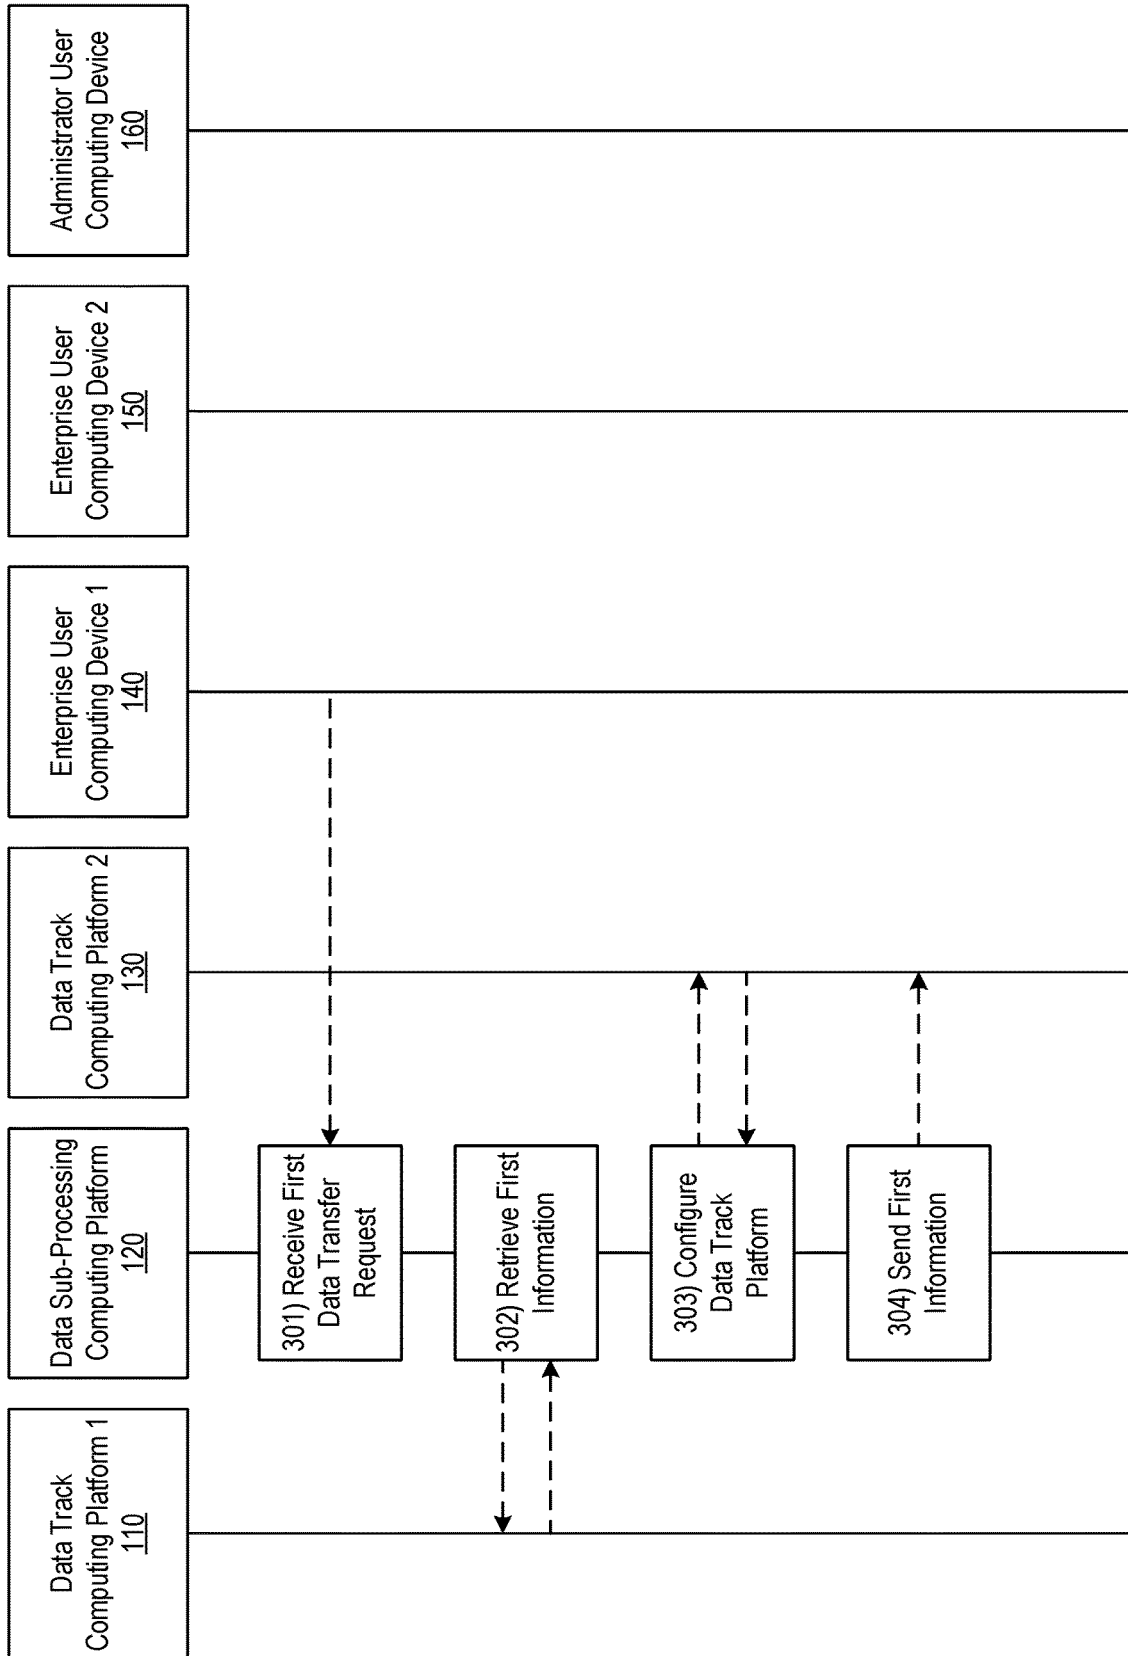 Data Track
Computing Platform 1
110
Data Sub-Processing
Computing Platform
120
Data Track
Computing Platform 2
130
Enterprise User
Computing Device 1
140
Enterprise User
Computing Device 2
150
Administrator User
Computing Device
160
301) Receive First
Data Transfer
Request
302) Retrieve First
Information
303) Configure
Data Track
Platform
304) Send First
Information